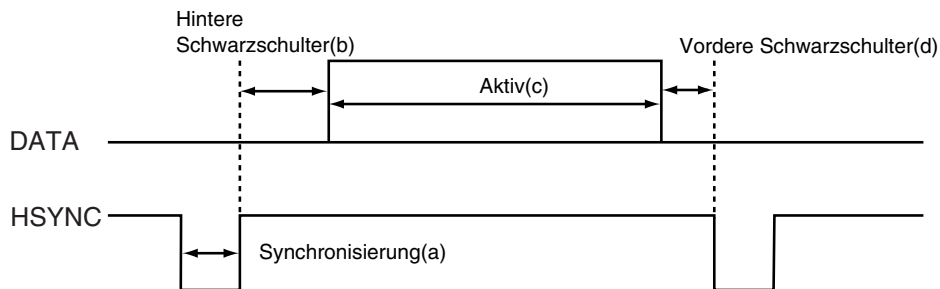 Hintere
Schwarzschulter(b)
Vordere Schwarzschulter(d)
Aktiv(c)
DATA
HSYNC
Synchronisierung(a)